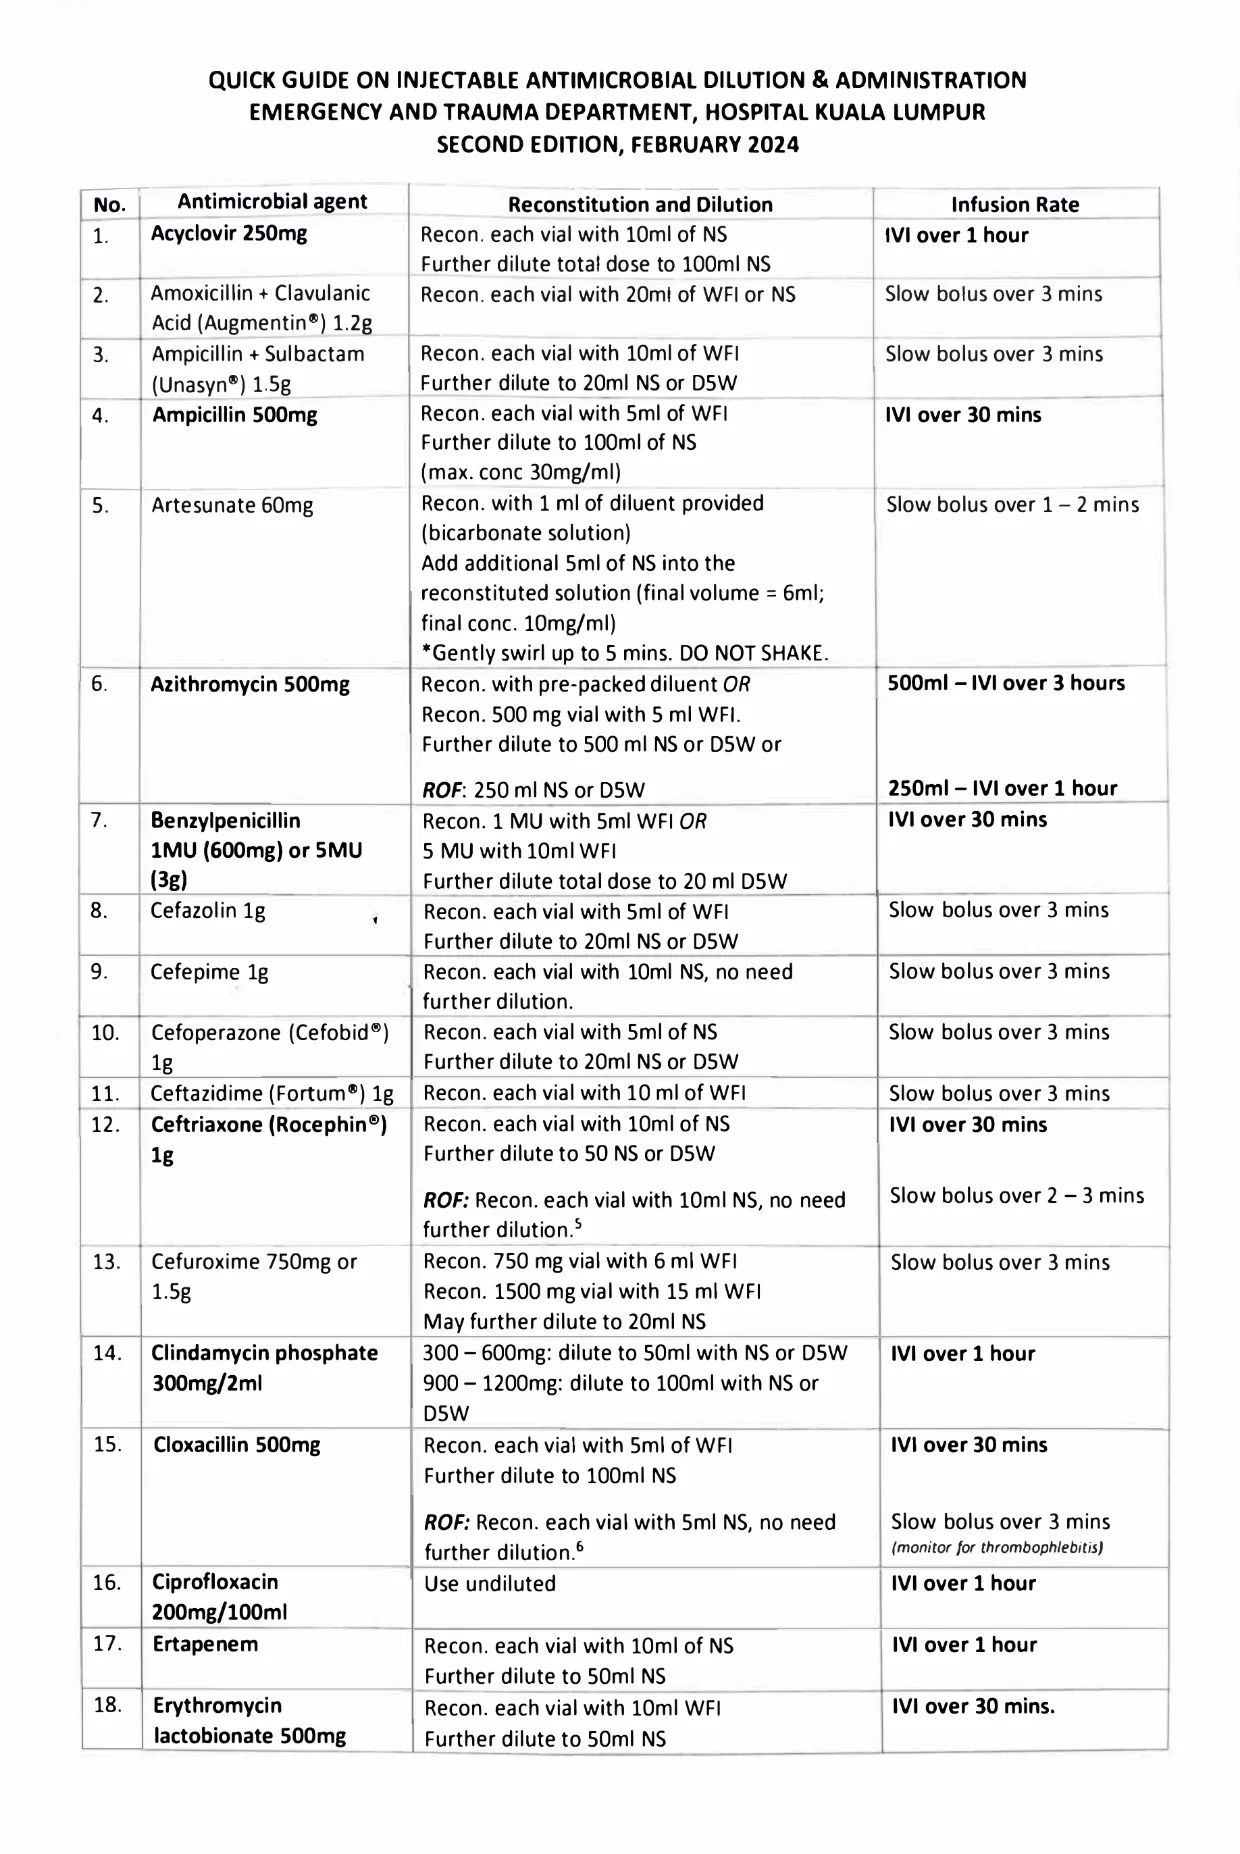 QUICK GUIDE ON INJECTABLE ANTIMICROBIAL DILUTION & ADMINISTRATION
EMERGENCY AND TRAUMA DEPARTMENT, HOSPITAL KUALA LUMPUR
SECOND EDITION, FEBRUARY 2024
No. Antimicrobial agent Reconstitution and Dilution Infusion Rate
1. Acyclovir 250mg Recon. each vial with 10ml of NS IVI over 1 hour
Further dilute total dose to 100ml NS
2. Amoxicillin + Clavulanic Recon. each vial with 20ml of WFI or NS Slow bolus over 3 mins
Acid (Augmentin®) 1.2g
3. Ampicillin + Sulbactam Recon. each vial with 10ml of WFI Slow bolus over 3 mins
(Unasyn®) 1.5g Further dilute to 20ml NS or D5W
4. Ampicillin 500mg Recon. each vial with 5ml of WFI IVI over 30 mins
Further dilute to 100ml of NS
(max. conc 30mg/ml)
5. Artesunate 60mg Recon. with 1 ml of diluent provided Slow bolus over 1 – 2 mins
(bicarbonate solution)
Add additional 5ml of NS into the
reconstituted solution (final volume = 6ml;
final conc. 10mg/ml)
*Gently swirl up to 5 mins. DO NOT SHAKE.
6. Azithromycin 500mg Recon. with pre-packed diluent OR 500ml – IVI over 3 hours
Recon. 500 mg vial with 5 ml WFI.
Further dilute to 500 ml NS or D5W or
ROF: 250 ml NS or D5W 250ml – IVI over 1 hour
7. Benzylpenicillin Recon. 1 MU with 5ml WFI OR IVI over 30 mins
1MU (600mg) or 5MU 5 MU with 10ml WFI
(3g) Further dilute total dose to 20 ml D5W
8. Cefazolin 1g Recon. each vial with 5ml of WFI Slow bolus over 3 mins
Further dilute to 20ml NS or D5W
9. Cefepime 1g Recon. each vial with 10ml NS, no need Slow bolus over 3 mins
further dilution.
10. Cefoperazone (Cefobid®) Recon. each vial with 5ml of NS Slow bolus over 3 mins
1g Further dilute to 20ml NS or D5W
11. Ceftazidime (Fortum®) 1g Recon. each vial with 10 ml of WFI Slow bolus over 3 mins
12. Ceftriaxone (Rocephin®) Recon. each vial with 10ml of NS IVI over 30 mins
1g Further dilute to 50 NS or D5W
ROF: Recon. each vial with 10ml NS, no need Slow bolus over 2 – 3 mins
further dilution.⁵
13. Cefuroxime 750mg or Recon. 750 mg vial with 6 ml WFI Slow bolus over 3 mins
1.5g Recon. 1500 mg vial with 15 ml WFI
May further dilute to 20ml NS
14. Clindamycin phosphate 300 – 600mg: dilute to 50ml with NS or D5W IVI over 1 hour
300mg/2ml 900 – 1200mg: dilute to 100ml with NS or
D5W
15. Cloxacillin 500mg Recon. each vial with 5ml of WFI IVI over 30 mins
Further dilute to 100ml NS
ROF: Recon. each vial with 5ml NS, no need Slow bolus over 3 mins
further dilution.⁶ (monitor for thrombophlebitis)
16. Ciprofloxacin Use undiluted IVI over 1 hour
200mg/100ml
17. Ertapenem Recon. each vial with 10ml of NS IVI over 1 hour
Further dilute to 50ml NS
18. Erythromycin Recon. each vial with 10ml WFI IVI over 30 mins.
lactobionate 500mg Further dilute to 50ml NS